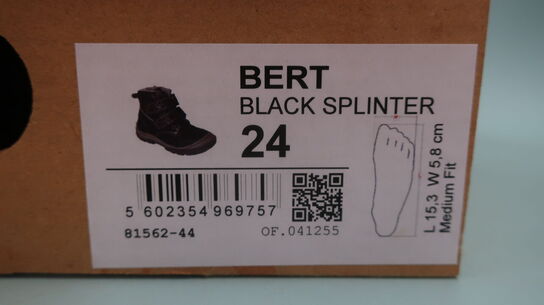 BERT
BLACK SPLINTER
24
5 602354 969757
81562-44
OF.041255
L 15,3 W 5,8 cm
Medium Fit